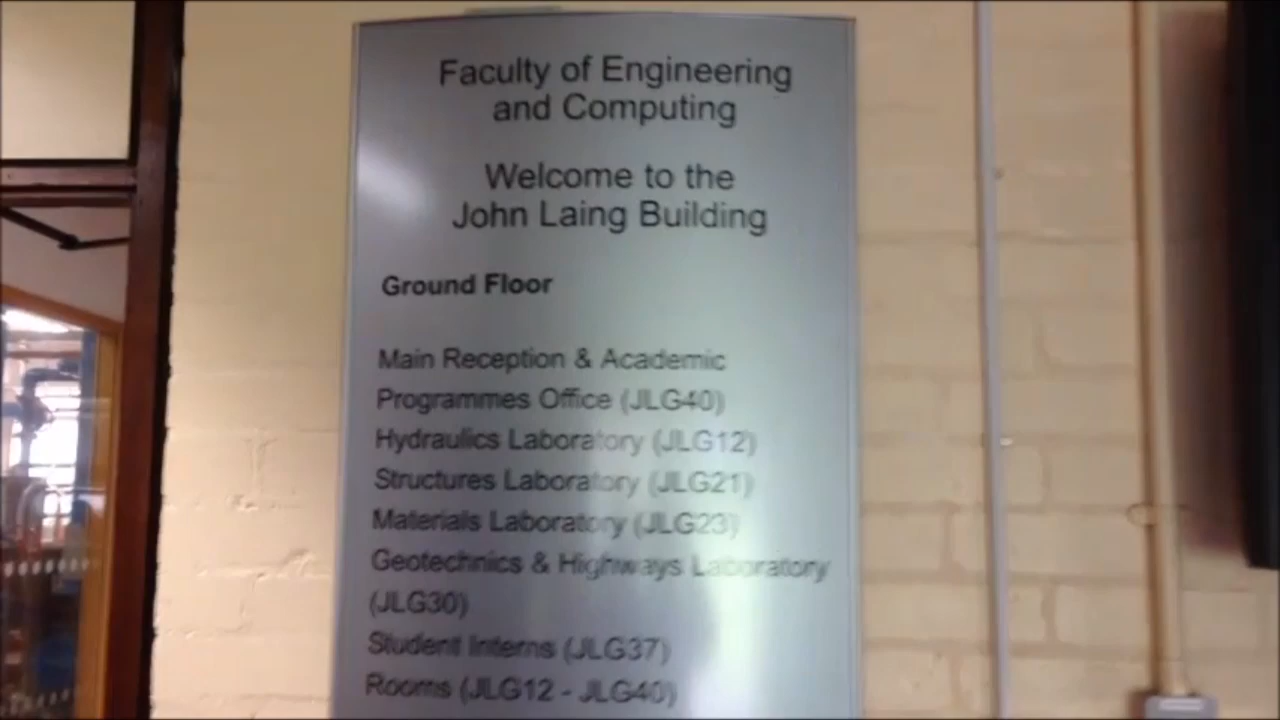 Faculty of Engineering
and Computing
Welcome to the
John Laing Building
Ground Floor
Main Reception & Academic
Programmes Office (JLG40)
Hydraulics Laboratory (JLG12)
Structures Laboratory (JLG21)
Materials Laboratory (JLG23)
Geotechnics & Highways Laboratory
(JLG30)
Student Interns (JLG37)
Rooms (JLG12 - JLG40)